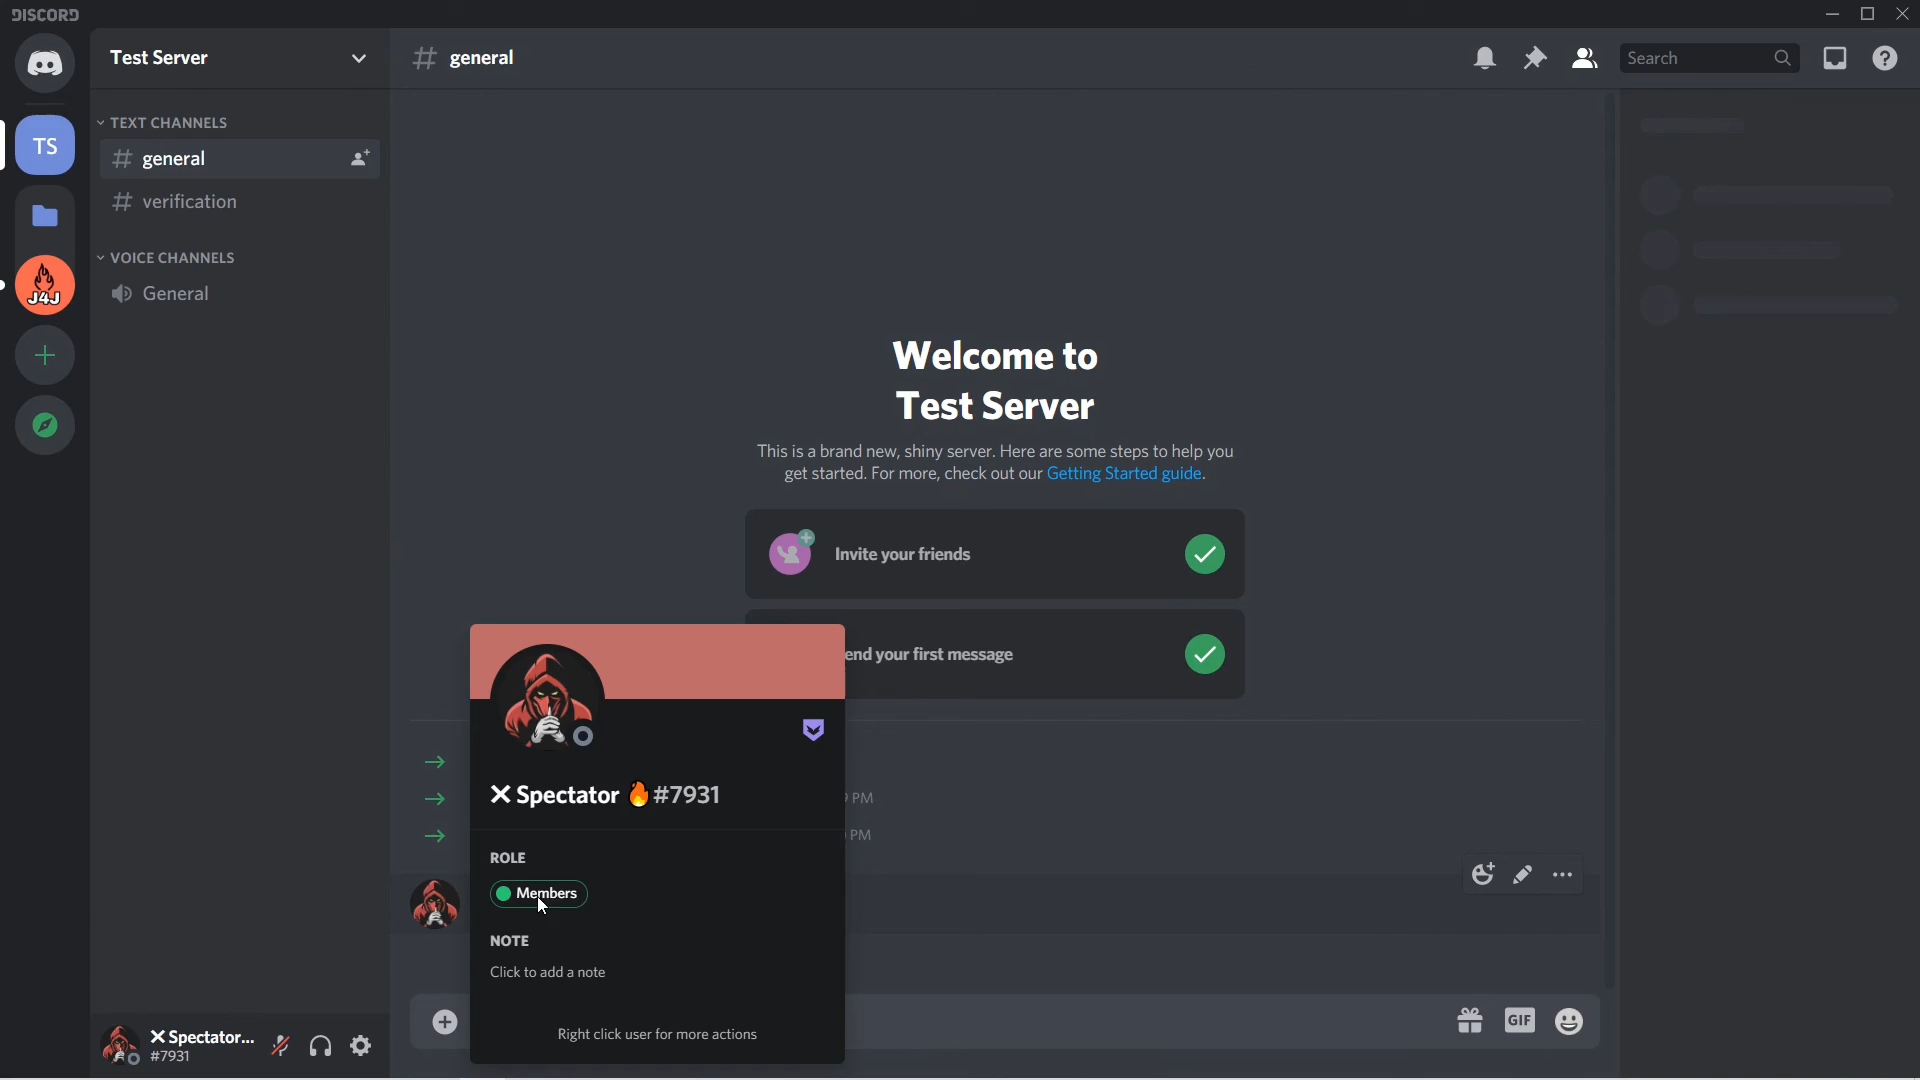 DISCORD
Test Server
general
Search
TEXT CHANNELS
general
verification
VOICE CHANNELS
General
TS
J4J
Welcome to
Test Server
This is a brand new, shiny server. Here are some steps to help you
get started. For more, check out our Getting Started guide.
Invite your friends
end your first message
Spectator 🔥#7931
PM
PM
ROLE
Members
NOTE
Click to add a note
Right click user for more actions
GIF
Spectator...
#7931